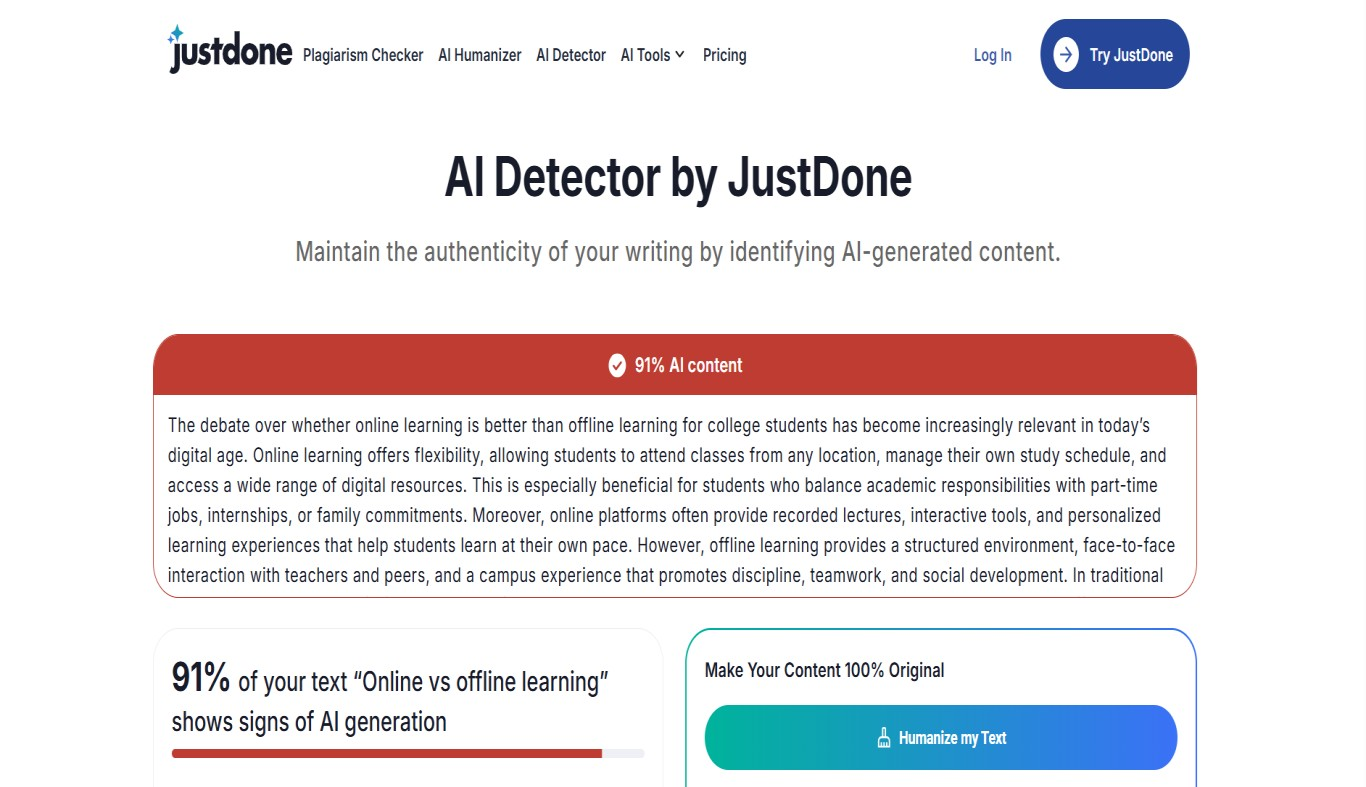 justdone Plagiarism Checker AI Humanizer AI Detector AI Tools Pricing Log In Try JustDone
AI Detector by JustDone
Maintain the authenticity of your writing by identifying AI-generated content.
91% AI content
The debate over whether online learning is better than offline learning for college students has become increasingly relevant in today’s
digital age. Online learning offers flexibility, allowing students to attend classes from any location, manage their own study schedule, and
access a wide range of digital resources. This is especially beneficial for students who balance academic responsibilities with part-time
jobs, internships, or family commitments. Moreover, online platforms often provide recorded lectures, interactive tools, and personalized
learning experiences that help students learn at their own pace. However, offline learning provides a structured environment, face-to-face
interaction with teachers and peers, and a campus experience that promotes discipline, teamwork, and social development. In traditional
91% of your text “Online vs offline learning”
shows signs of AI generation
Make Your Content 100% Original
Humanize my Text